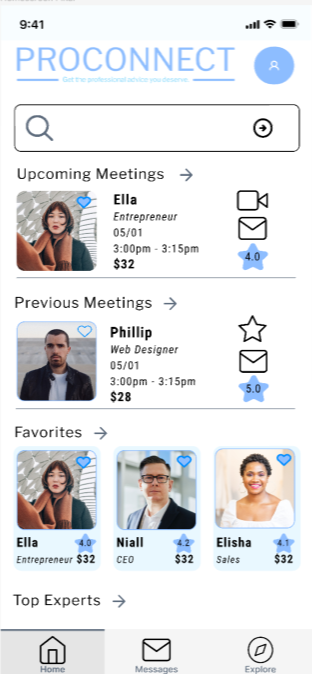 9:41
PROCONNECT
Get the professional advice you deserve.
Upcoming Meetings
Ella
Entrepreneur
05/01
3:00pm - 3:15pm
$32
4.0
Previous Meetings
Phillip
Web Designer
05/01
3:00pm - 3:15pm
$28
5.0
Favorites
Ella 4.0
Entrepreneur $32
Niall 4.2
CEO $32
Elisha 4.1
Sales $32
Top Experts
Home
Messages
Explore